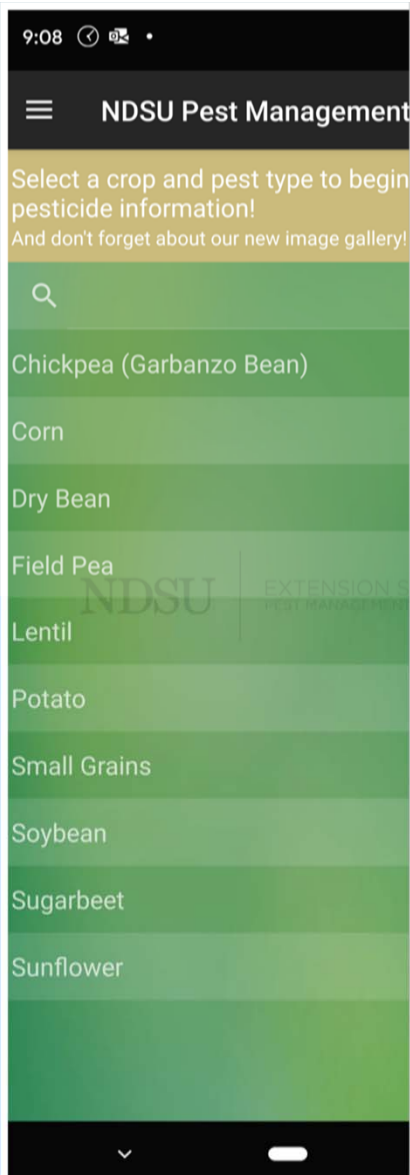 9:08
NDSU Pest Management
Select a crop and pest type to begin
pesticide information!
And don't forget about our new image gallery!
Chickpea (Garbanzo Bean)
Corn
Dry Bean
Field Pea
NDSU EXTENSION S
PEST MANAGEMENT
Lentil
Potato
Small Grains
Soybean
Sugarbeet
Sunflower